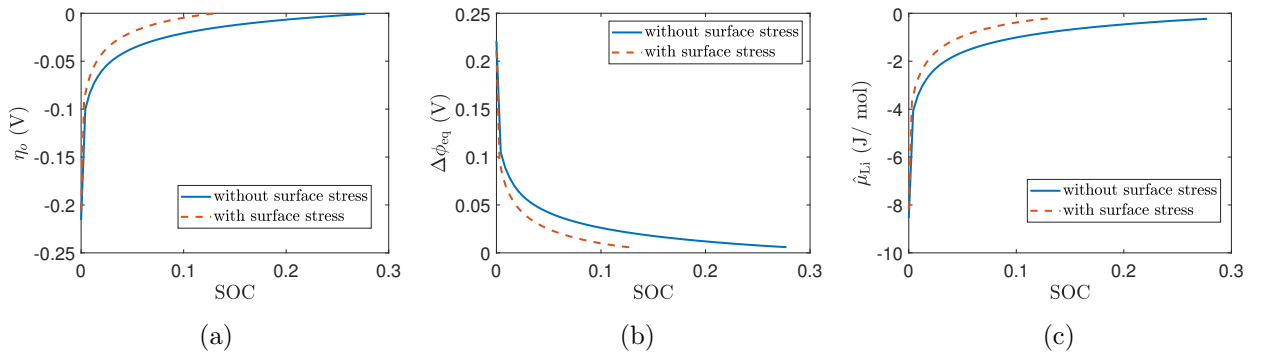 0
-0.05
-0.1
-0.15
-0.2
-0.25
η_o (V)
without surface stress
with surface stress
0 0.1 0.2 0.3
SOC
(a)
0.25
0.2
0.15
0.1
0.05
0
Δϕ_eq (V)
without surface stress
with surface stress
0 0.1 0.2 0.3
SOC
(b)
0
-2
-4
-6
-8
-10
μ̂_Li (J/ mol)
without surface stress
with surface stress
0 0.1 0.2 0.3
SOC
(c)